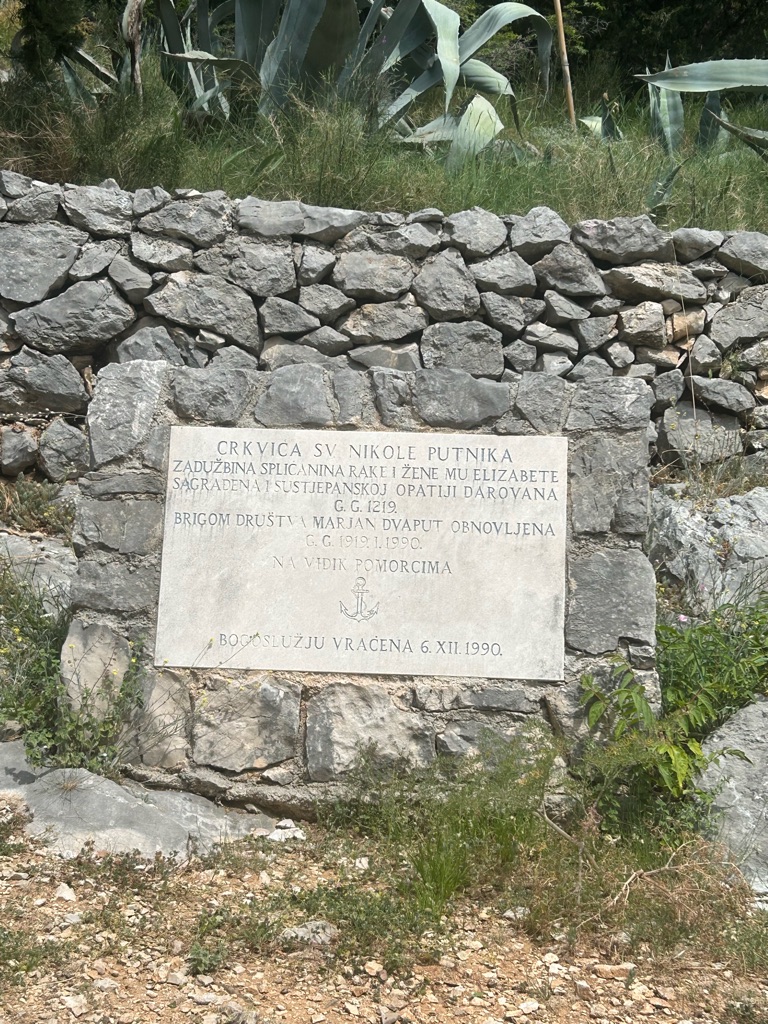 CRKVICA SV NIKOLE PUTNIKA
ZADUŽBINA SPLIĆANINA RAKE I ŽENE MU ELIZABETE
SAGRAĐENA I SUSTJEPANSKOJ OPATIJI DAROVANA
G. G. 1219.
BRIGOM DRUŠTVA MARJAN DVAPUT OBNOVLJENA
G. G. 1919. I 1990.
NA VIDIK POMORCIMA
BOGOSLUŽJU VRAĆENA 6. XII. 1990.